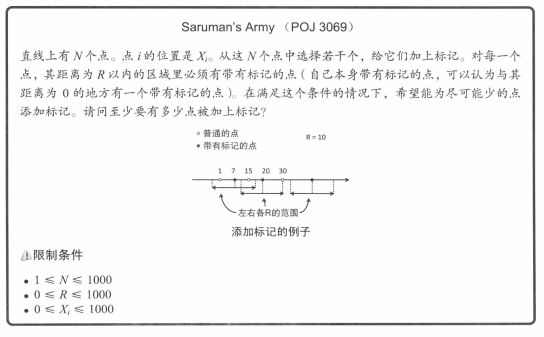 Saruman's Army （POJ 3069）
直线上有 N 个点。点 i 的位置是 Xi。从这 N 个点中选择若干个，给它们加上标记。对每一个
点，其距离为 R 以内的区域里必须有带有标记的点（自己本身带有标记的点，可以认为与其
距离为 0 的地方有一个带有标记的点）。在满足这个条件的情况下，希望能为尽可能少的点
添加标记。请问至少要有多少点被加上标记？
○ 普通的点
R = 10
● 带有标记的点
1 7 15 20 30
左右各R的范围
添加标记的例子
限制条件
● 1 ≤ N ≤ 1000
● 0 ≤ R ≤ 1000
● 0 ≤ Xi ≤ 1000